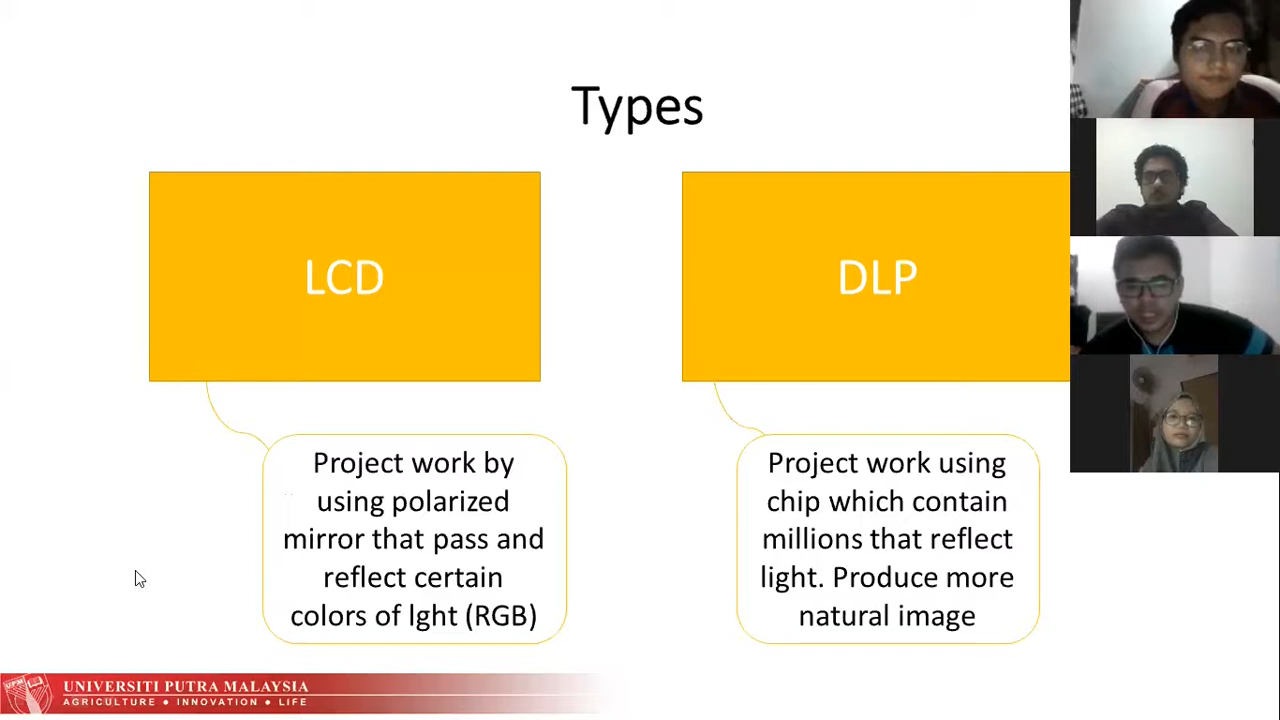 Types
LCD
DLP
Project work by
using polarized
mirror that pass and
reflect certain
colors of lght (RGB)
Project work using
chip which contain
millions that reflect
light. Produce more
natural image
UPM
UNIVERSITI PUTRA MALAYSIA
AGRICULTURE ● INNOVATION ● LIFE